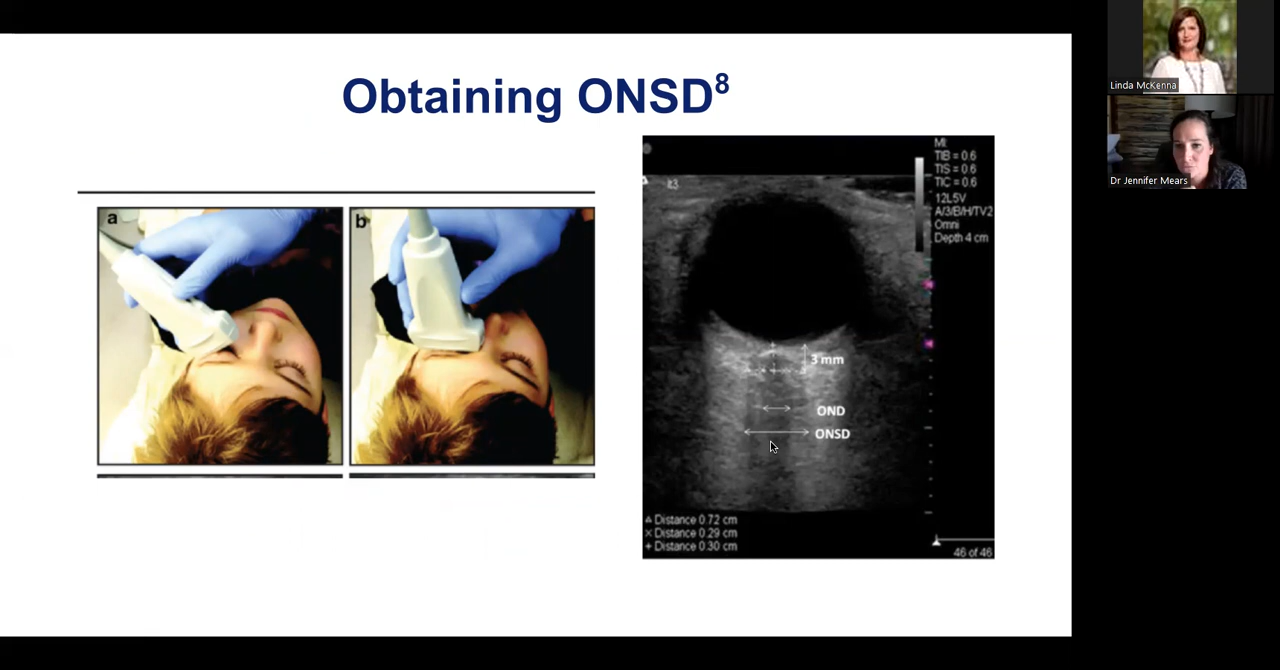 Obtaining ONSD8
a
b
MI
TIB = 0.6
TIS = 0.6
TIC = 0.6
12L5V
A/3/B/H/TV2
Omni
Depth 4 cm
3 mm
OND
ONSD
Distance 0.72 cm
× Distance 0.29 cm
+ Distance 0.30 cm
46 of 46
Linda McKenna
Dr Jennifer Mears